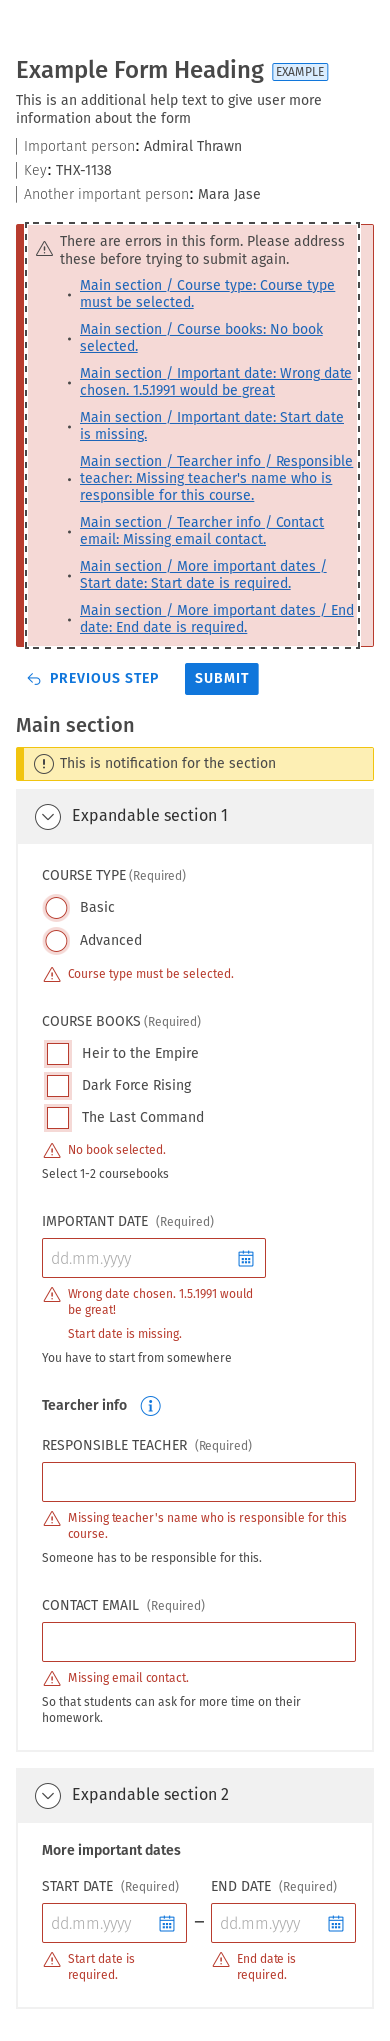 Example Form Heading EXAMPLE
This is an additional help text to give user more
information about the form
Important person: Admiral Thrawn
Key: THX-1138
Another important person: Mara Jase
There are errors in this form. Please address
these before trying to submit again.
Main section / Course type: Course type
must be selected.
Main section / Course books: No book
selected.
Main section / Important date: Wrong date
chosen. 1.5.1991 would be great
Main section / Important date: Start date
is missing.
Main section / Tearcher info / Responsible
teacher: Missing teacher's name who is
responsible for this course.
Main section / Tearcher info / Contact
email: Missing email contact.
Main section / More important dates /
Start date: Start date is required.
Main section / More important dates / End
date: End date is required.
PREVIOUS STEP SUBMIT
Main section
This is notification for the section
Expandable section 1
COURSE TYPE (Required)
Basic
Advanced
Course type must be selected.
COURSE BOOKS (Required)
Heir to the Empire
Dark Force Rising
The Last Command
No book selected.
Select 1-2 coursebooks
IMPORTANT DATE (Required)
dd.mm.yyyy
Wrong date chosen. 1.5.1991 would
be great!
Start date is missing.
You have to start from somewhere
Tearcher info
RESPONSIBLE TEACHER (Required)
Missing teacher's name who is responsible for this
course.
Someone has to be responsible for this.
CONTACT EMAIL (Required)
Missing email contact.
So that students can ask for more time on their
homework.
Expandable section 2
More important dates
START DATE (Required) END DATE (Required)
dd.mm.yyyy – dd.mm.yyyy
Start date is End date is
required. required.